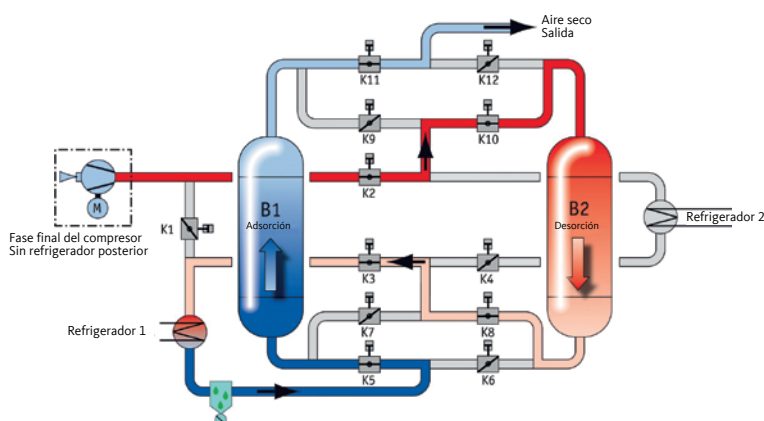 Aire seco
Salida
K11
K12
K9
K10
K2
B1
Adsorción
B2
Desorción
M
K1
Fase final del compresor
Sin refrigerador posterior
Refrigerador 2
K3
K4
Refrigerador 1
K7
K8
K5
K6